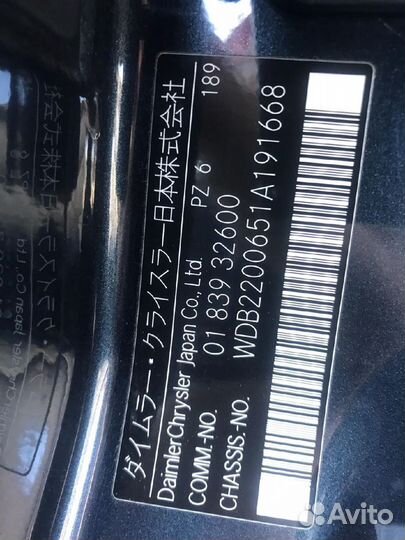 ダイムラー・クライスラー日本株式会社
DaimlerChrysler Japan Co., Ltd.
COMM-NO. 01 839 32600 PZ 6 189
CHASSIS-NO. WDB2200651A191668
Avito